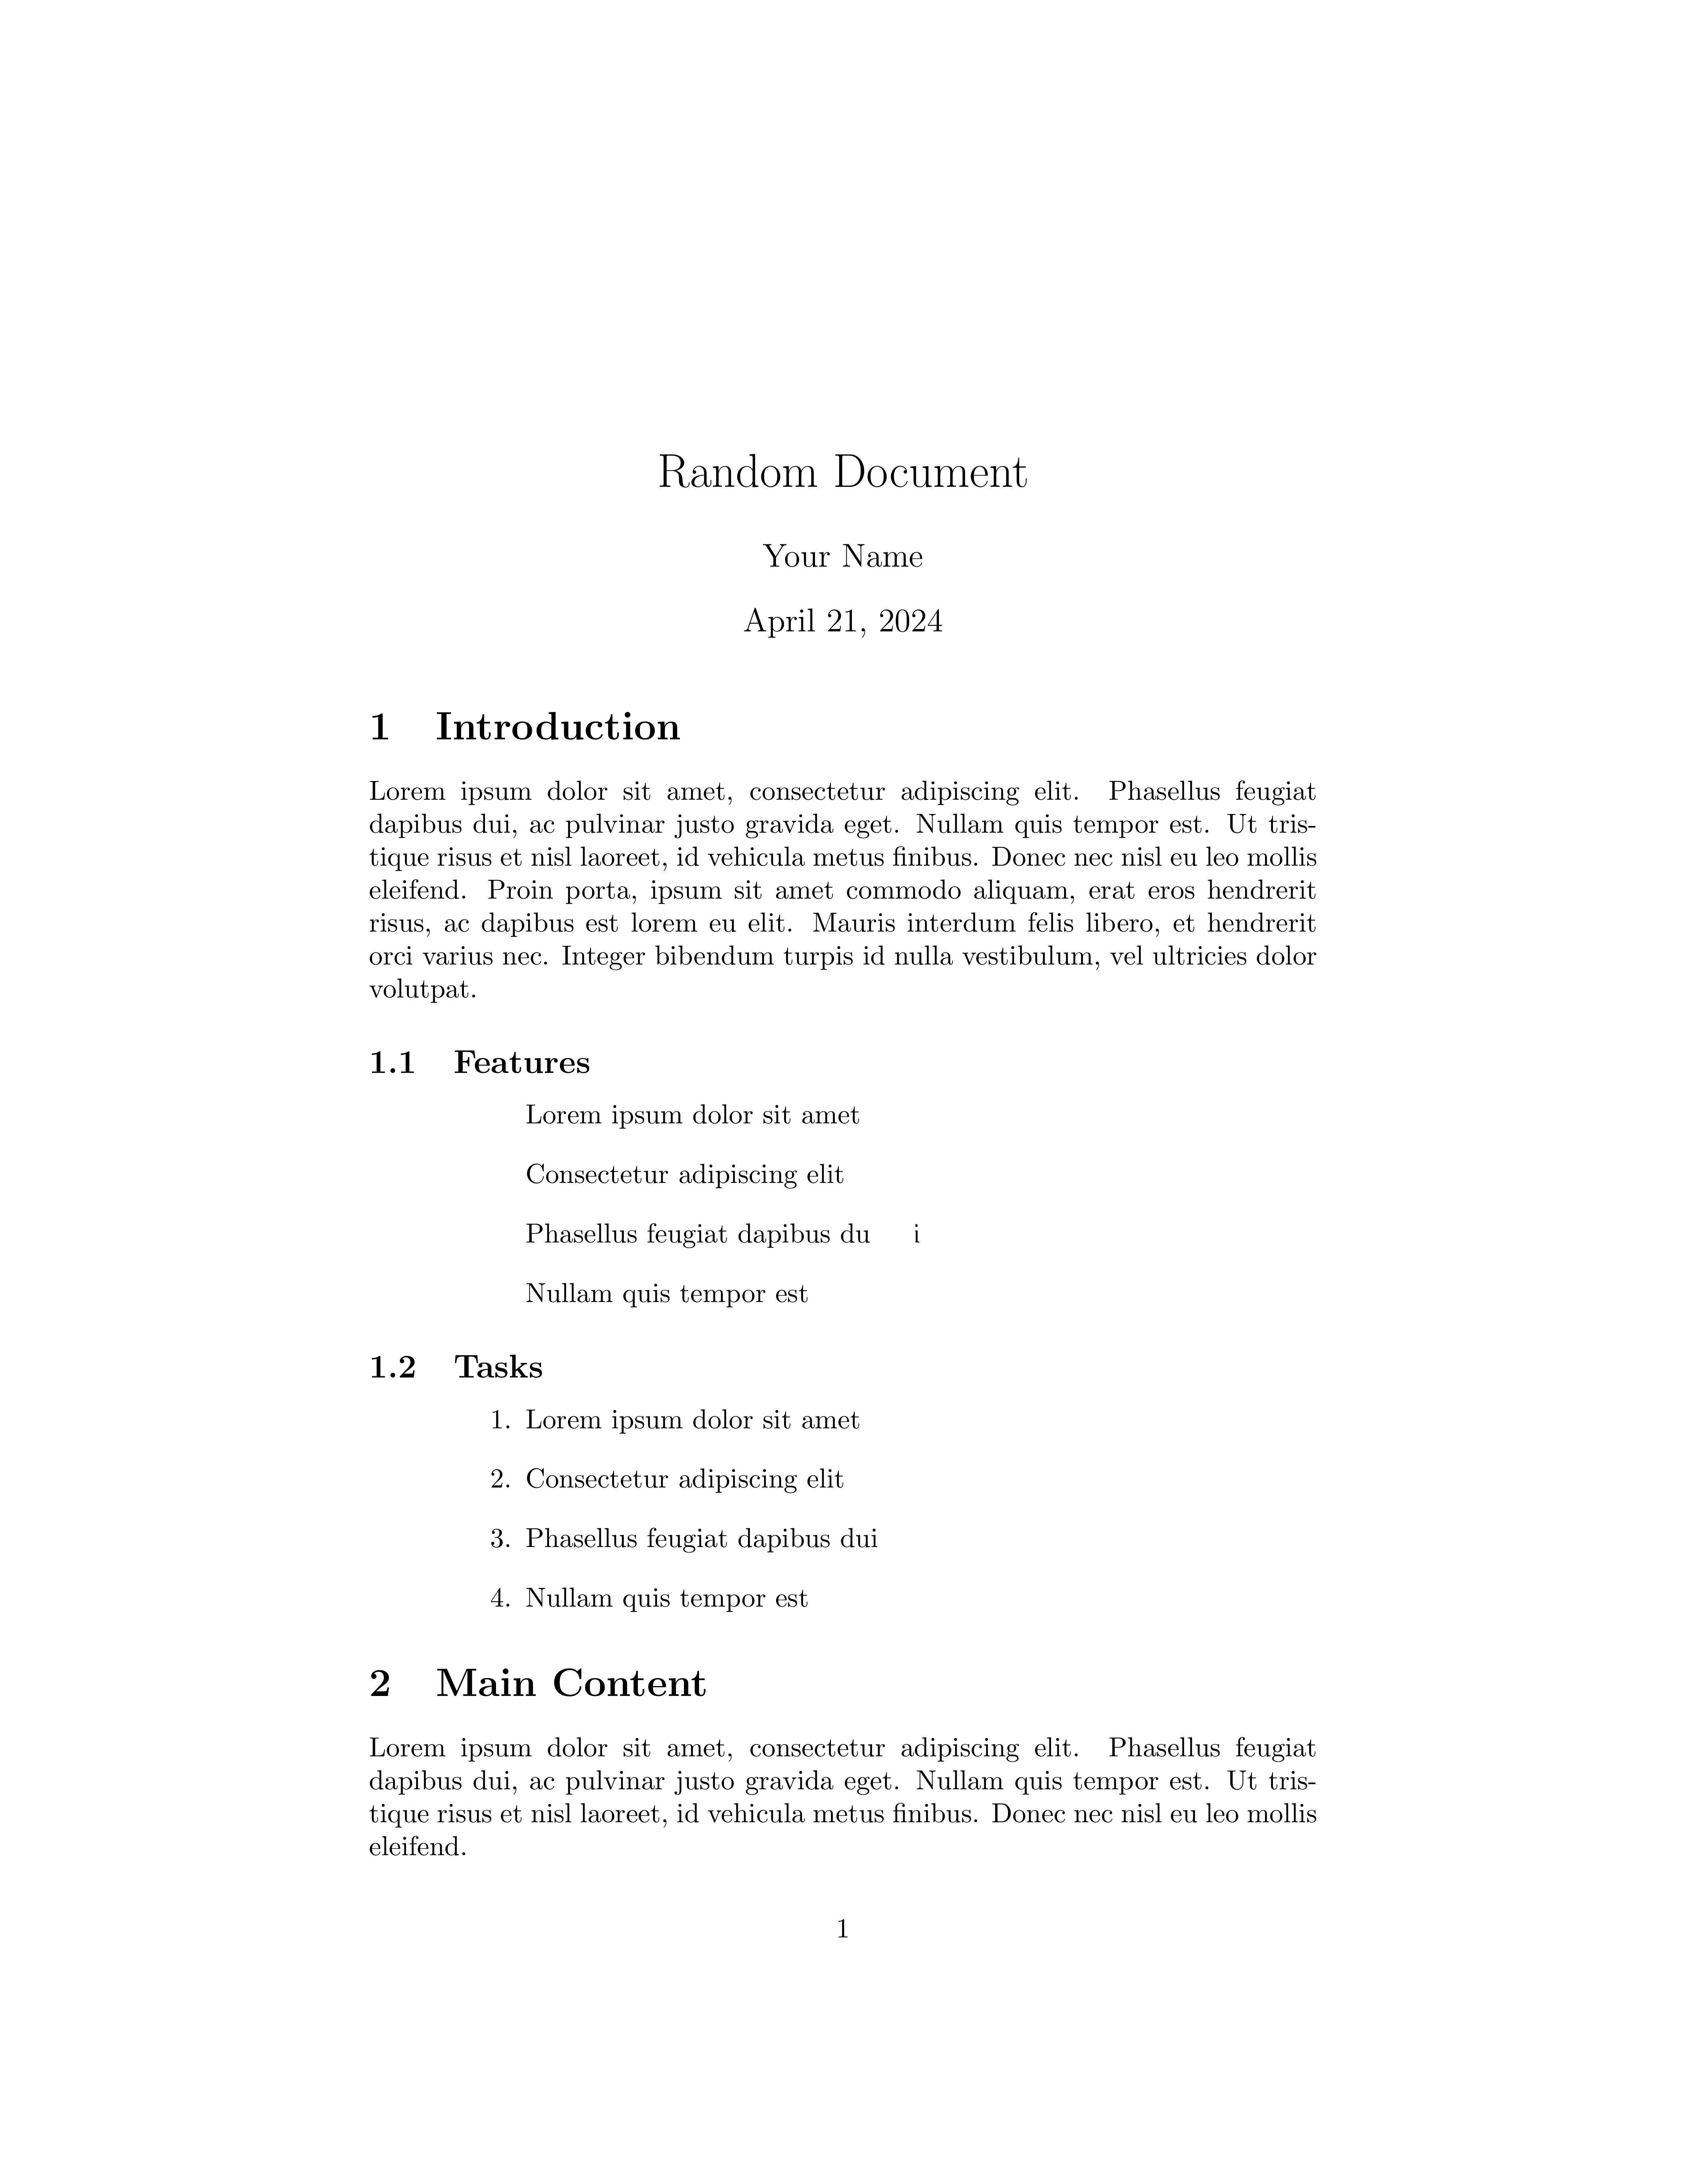 Random Document
Your Name
April 21, 2024
1 Introduction
Lorem ipsum dolor sit amet, consectetur adipiscing elit. Phasellus feugiat
dapibus dui, ac pulvinar justo gravida eget. Nullam quis tempor est. Ut tris-
tique risus et nisl laoreet, id vehicula metus finibus. Donec nec nisl eu leo mollis
eleifend. Proin porta, ipsum sit amet commodo aliquam, erat eros hendrerit
risus, ac dapibus est lorem eu elit. Mauris interdum felis libero, et hendrerit
orci varius nec. Integer bibendum turpis id nulla vestibulum, vel ultricies dolor
volutpat.
1.1 Features
Lorem ipsum dolor sit amet
Consectetur adipiscing elit
Phasellus feugiat dapibus du i
Nullam quis tempor est
1.2 Tasks
1. Lorem ipsum dolor sit amet
2. Consectetur adipiscing elit
3. Phasellus feugiat dapibus dui
4. Nullam quis tempor est
2 Main Content
Lorem ipsum dolor sit amet, consectetur adipiscing elit. Phasellus feugiat
dapibus dui, ac pulvinar justo gravida eget. Nullam quis tempor est. Ut tris-
tique risus et nisl laoreet, id vehicula metus finibus. Donec nec nisl eu leo mollis
eleifend.
1